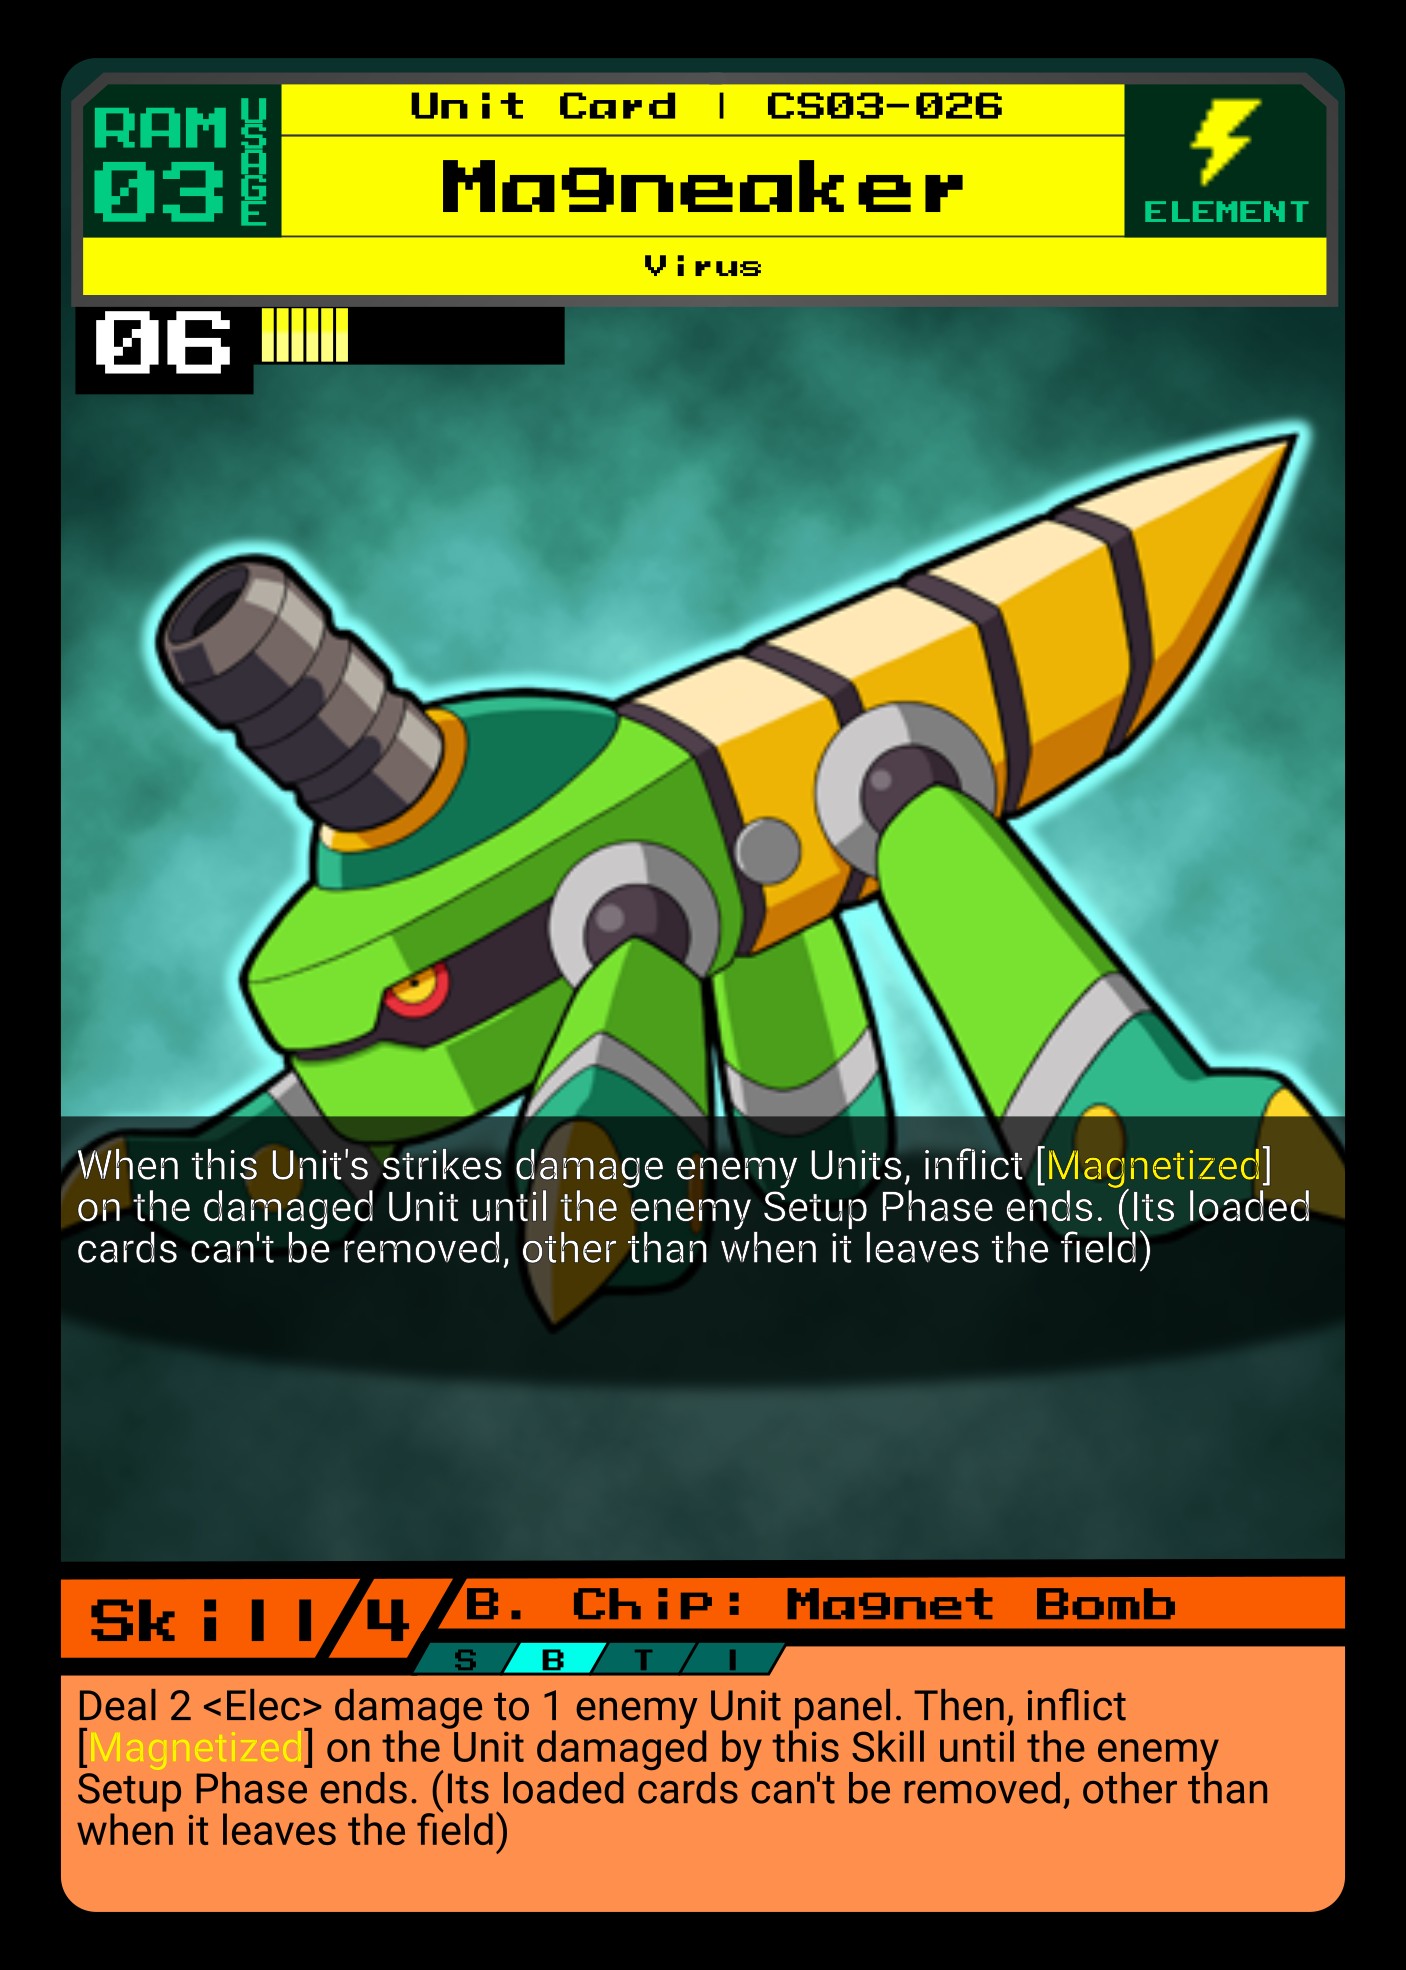 RAM
03
USAGE
Unit Card | CS03-026
Magneaker
ELEMENT
Virus
06
When this Unit's strikes damage enemy Units, inflict [Magnetized]
on the damaged Unit until the enemy Setup Phase ends. (Its loaded
cards can't be removed, other than when it leaves the field)
Skill/4
B. Chip: Magnet Bomb
S B T I
Deal 2 <Elec> damage to 1 enemy Unit panel. Then, inflict
[Magnetized] on the Unit damaged by this Skill until the enemy
Setup Phase ends. (Its loaded cards can't be removed, other than
when it leaves the field)